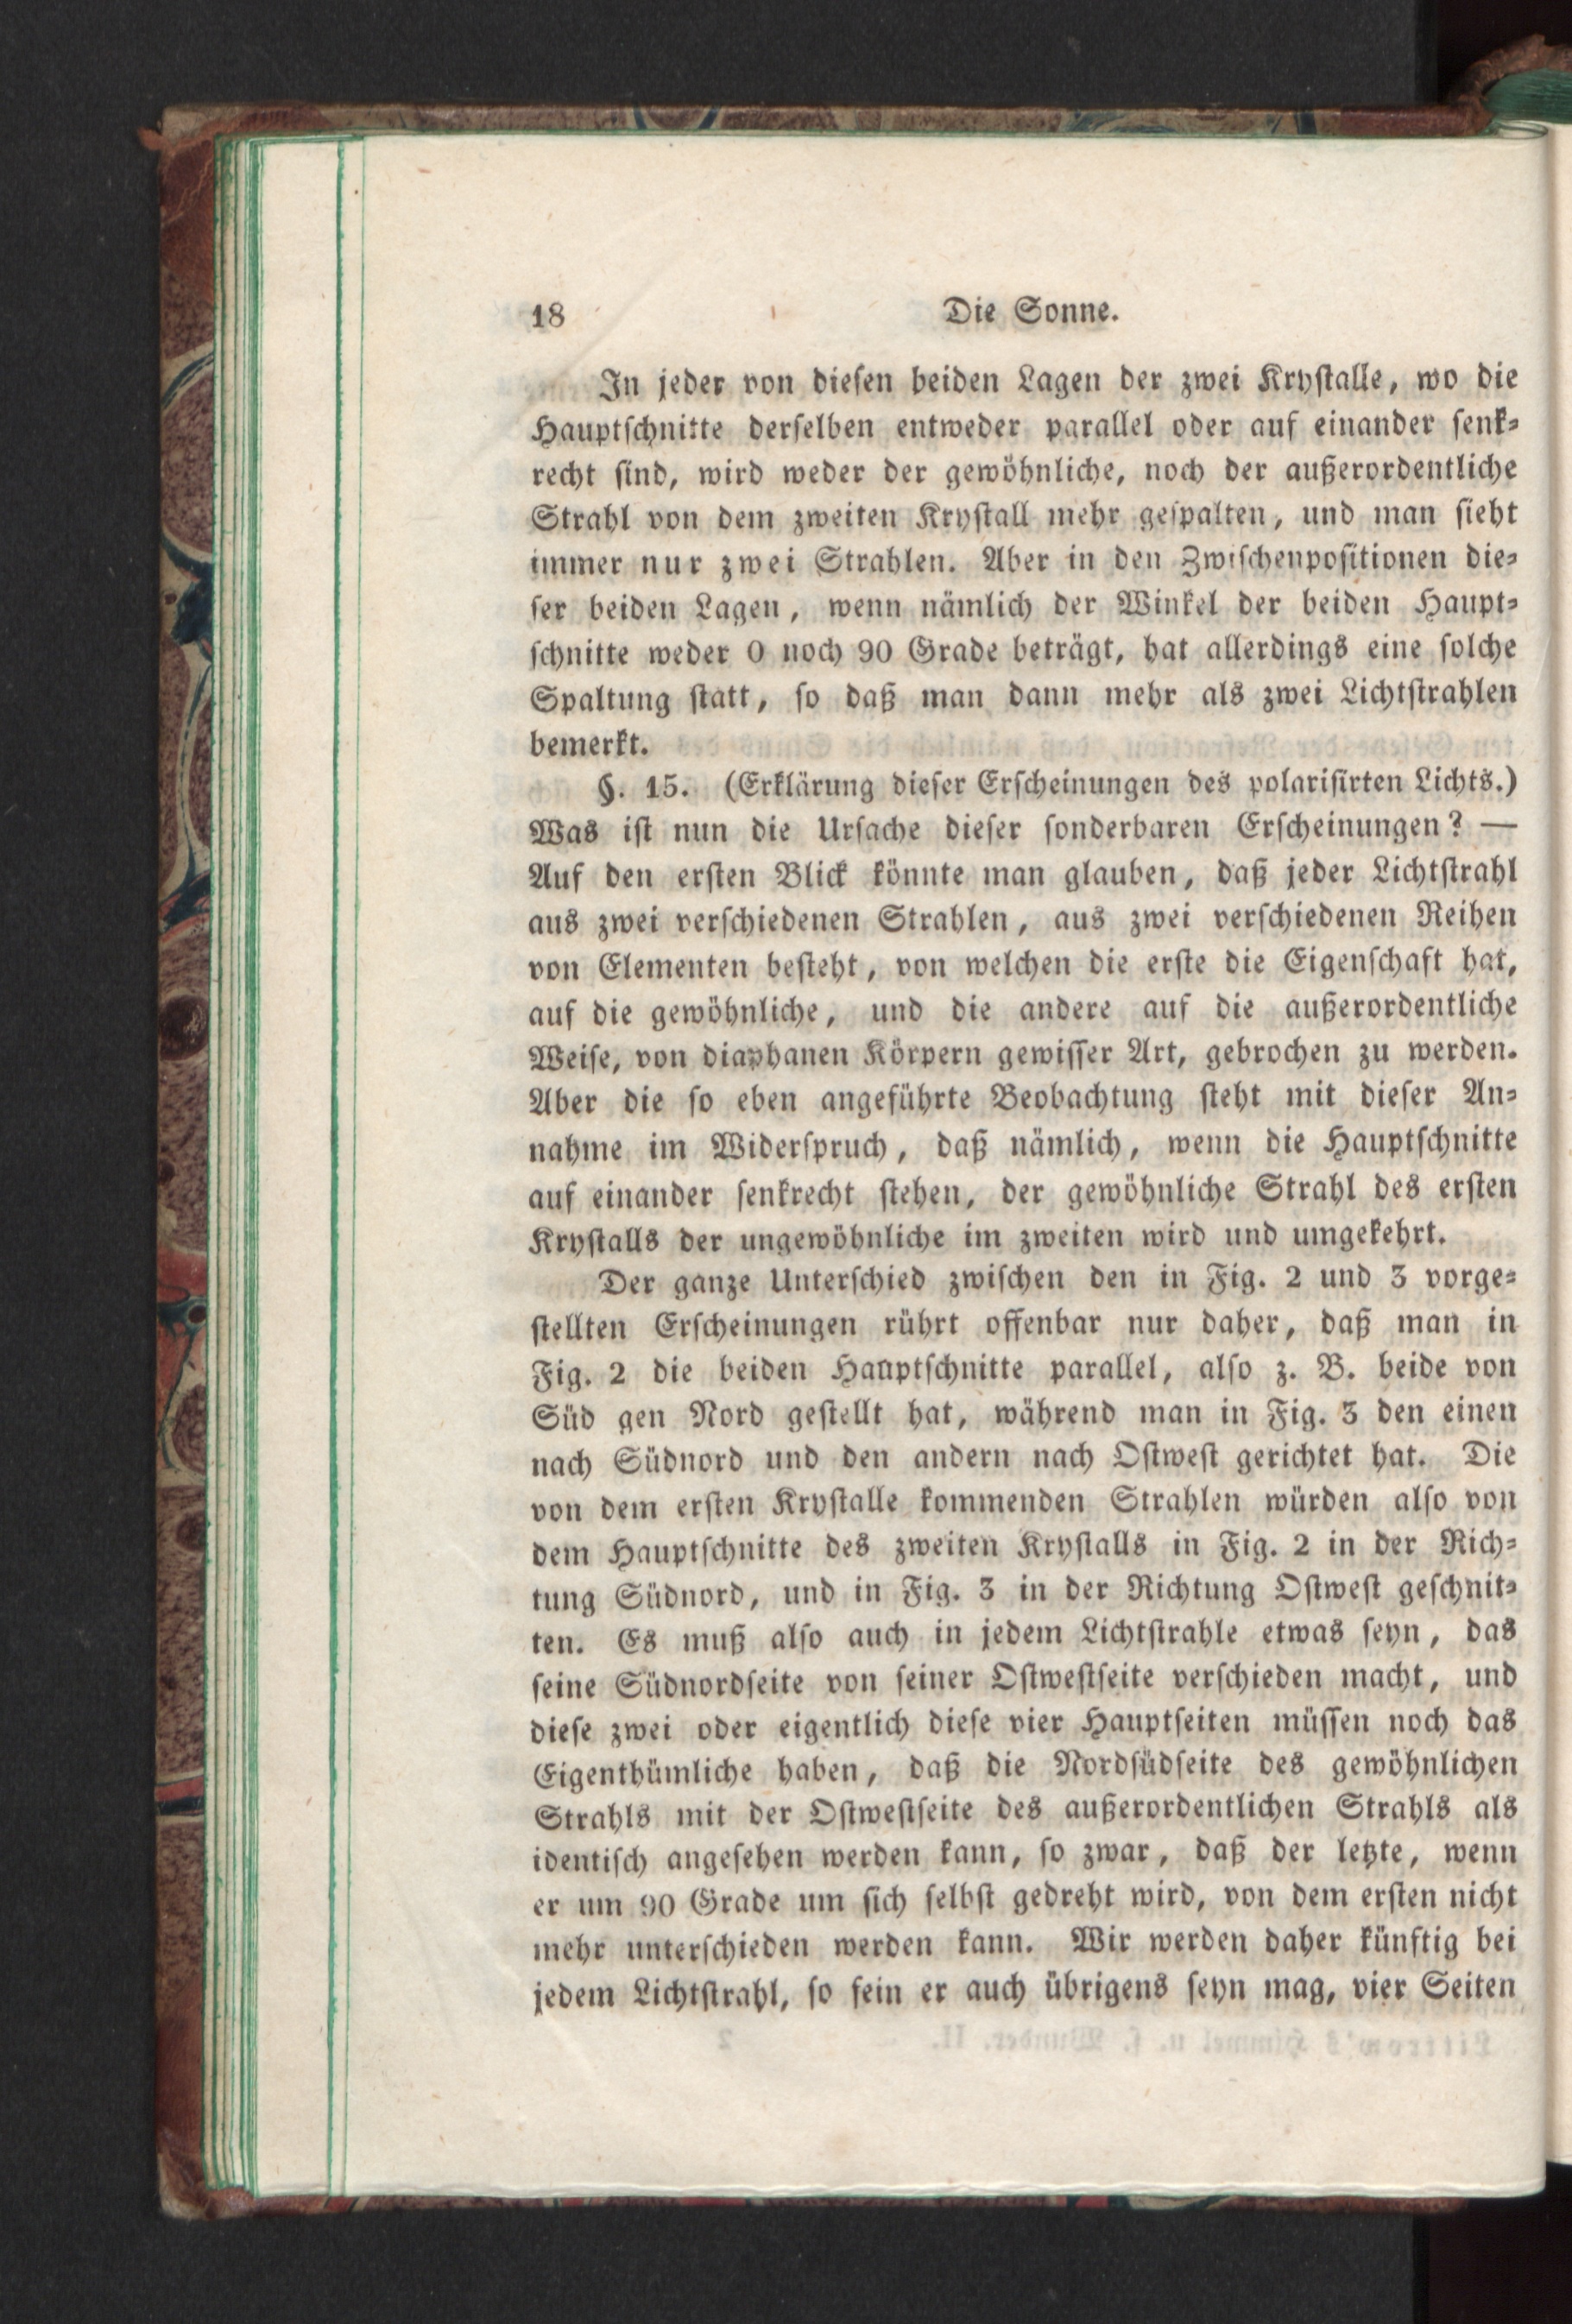 18 Die Sonne.
In jeder von diesen beiden Lagen der zwei Krystalle, wo die
Hauptschnitte derselben entweder parallel oder auf einander senk-
recht sind, wird weder der gewöhnliche, noch der außerordentliche
Strahl von dem zweiten Krystall mehr gespalten, und man sieht
immer nur zwei Strahlen. Aber in den Zwischenpositionen die-
ser beiden Lagen, wenn nämlich der Winkel der beiden Haupt-
schnitte weder 0 noch 90 Grade beträgt, hat allerdings eine solche
Spaltung statt, so daß man dann mehr als zwei Lichtstrahlen
bemerkt.
§. 15. (Erklärung dieser Erscheinungen des polarisirten Lichts.)
Was ist nun die Ursache dieser sonderbaren Erscheinungen? —
Auf den ersten Blick könnte man glauben, daß jeder Lichtstrahl
aus zwei verschiedenen Strahlen, aus zwei verschiedenen Reihen
von Elementen besteht, von welchen die erste die Eigenschaft hat,
auf die gewöhnliche, und die andere auf die außerordentliche
Weise, von diaphanen Körpern gewisser Art, gebrochen zu werden.
Aber die so eben angeführte Beobachtung steht mit dieser An-
nahme im Widerspruch, daß nämlich, wenn die Hauptschnitte
auf einander senkrecht stehen, der gewöhnliche Strahl des ersten
Krystalls der ungewöhnliche im zweiten wird und umgekehrt.
Der ganze Unterschied zwischen den in Fig. 2 und 3 vorge-
stellten Erscheinungen rührt offenbar nur daher, daß man in
Fig. 2 die beiden Hauptschnitte parallel, also z. B. beide von
Süd gen Nord gestellt hat, während man in Fig. 3 den einen
nach Südnord und den andern nach Ostwest gerichtet hat. Die
von dem ersten Krystalle kommenden Strahlen würden also von
dem Hauptschnitte des zweiten Krystalls in Fig. 2 in der Rich-
tung Südnord, und in Fig. 3 in der Richtung Ostwest geschnit-
ten. Es muß also auch in jedem Lichtstrahle etwas seyn, das
seine Südnordseite von seiner Ostwestseite verschieden macht, und
diese zwei oder eigentlich diese vier Hauptseiten müssen noch das
Eigenthümliche haben, daß die Nordsüdseite des gewöhnlichen
Strahls mit der Ostwestseite des außerordentlichen Strahls als
identisch angesehen werden kann, so zwar, daß der letzte, wenn
er um 90 Grade um sich selbst gedreht wird, von dem ersten nicht
mehr unterschieden werden kann. Wir werden daher künftig bei
jedem Lichtstrahl, so fein er auch übrigens seyn mag, vier Seiten